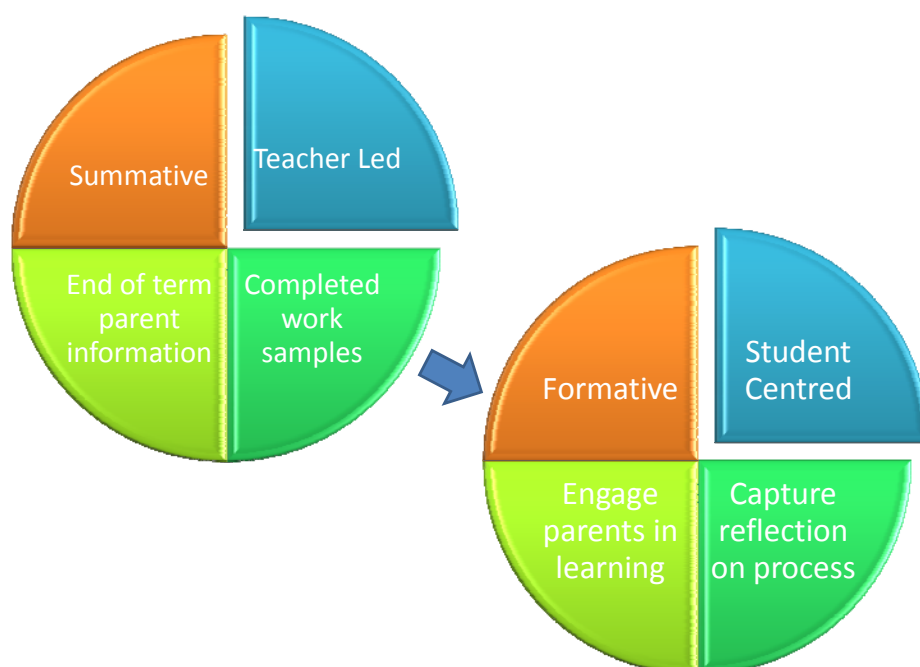 Summative
Teacher Led
End of term
parent
information
Completed
work
samples
Formative
Student
Centred
Engage
parents in
learning
Capture
reflection
on process